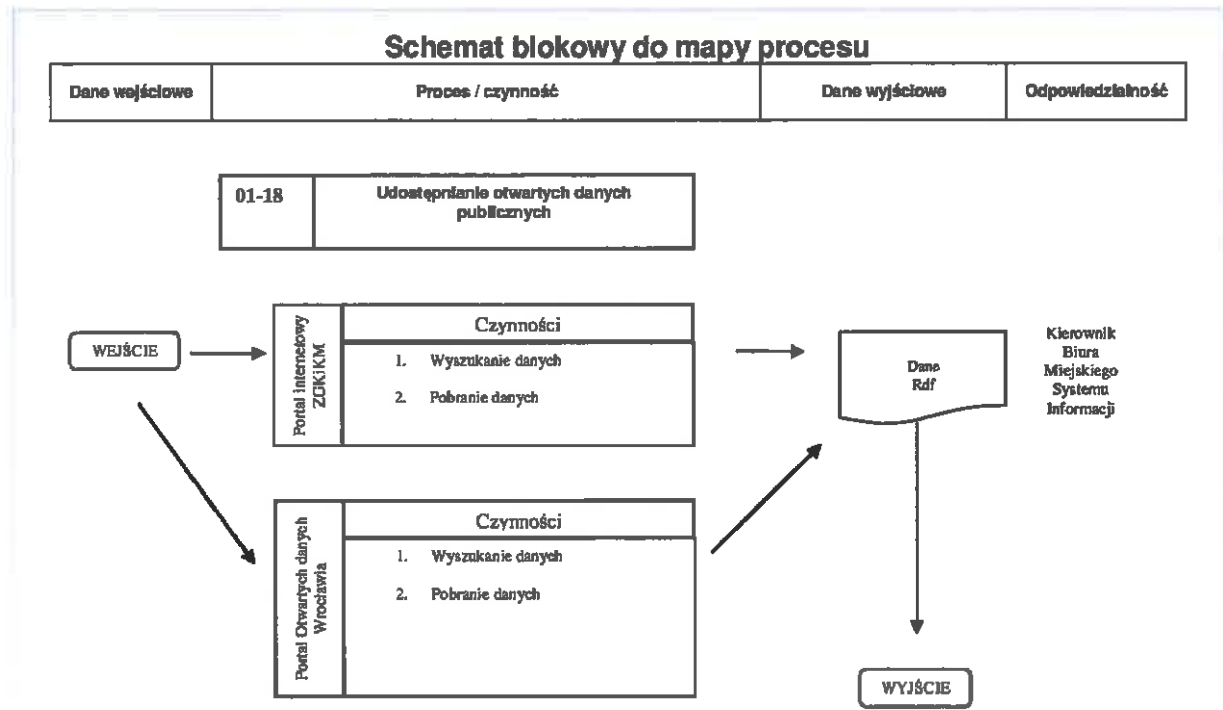 Schemat blokowy do mapy procesu
Dane wejściowe
Proces / czynność
Dane wyjściowe
Odpowiedzialność
01-18
Udostępnianie otwartych danych
publicznych
WEJŚCIE
Portal internetowy
ZGKiKM
Czynności
1. Wyszukanie danych
2. Pobranie danych
Dane
Rdf
Kierownik
Biura
Miejskiego
Systemu
Informacji
Portal Otwartych danych
Wrocławia
Czynności
1. Wyszukanie danych
2. Pobranie danych
WYJŚCIE